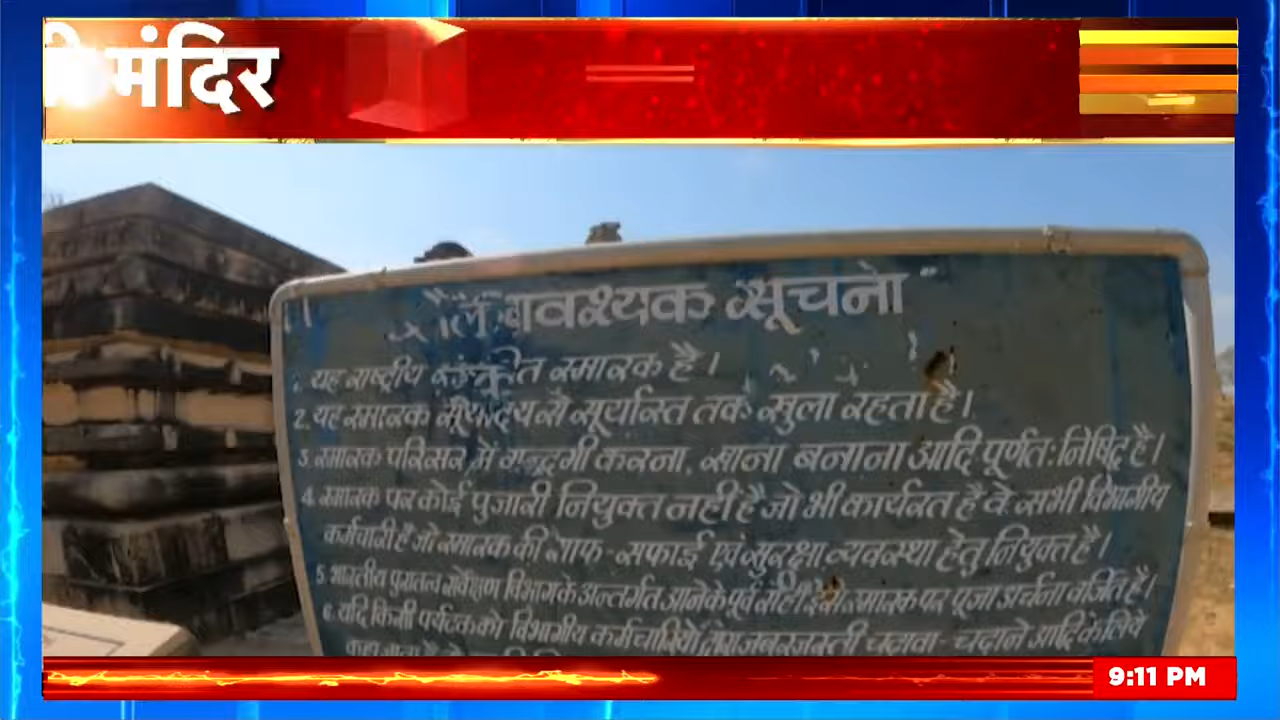 मंदिर
आवश्यक सूचना"
1. यह राष्ट्रीय स्मारक है।
2. यह स्मारक सूर्योदय से सूर्यास्त तक खुला रहता है।
3. स्मारक परिसर में गन्दगी करना, खाना बनाना आदि पूर्णत: निषिद्ध है।
4. स्मारक पर कोई पुजारी नियुक्त नहीं है जो भी कार्यरत है वे सभी विभागीय
कर्मचारी है जो स्मारक की साफ-सफाई एवं सुरक्षा व्यवस्था हेतु नियुक्त है।
5. भारतीय पुरातत्व सर्वेक्षण विभाग के अन्तर्गत आने के पूर्व से ही इस स्मारक पर पूजा अर्चना वर्जित है।
6. यदि किसी पर्यटक को विभागीय कर्मचारियों द्वारा जबरजस्ती चढावा-चढाने आदि के लिये
9:11 PM